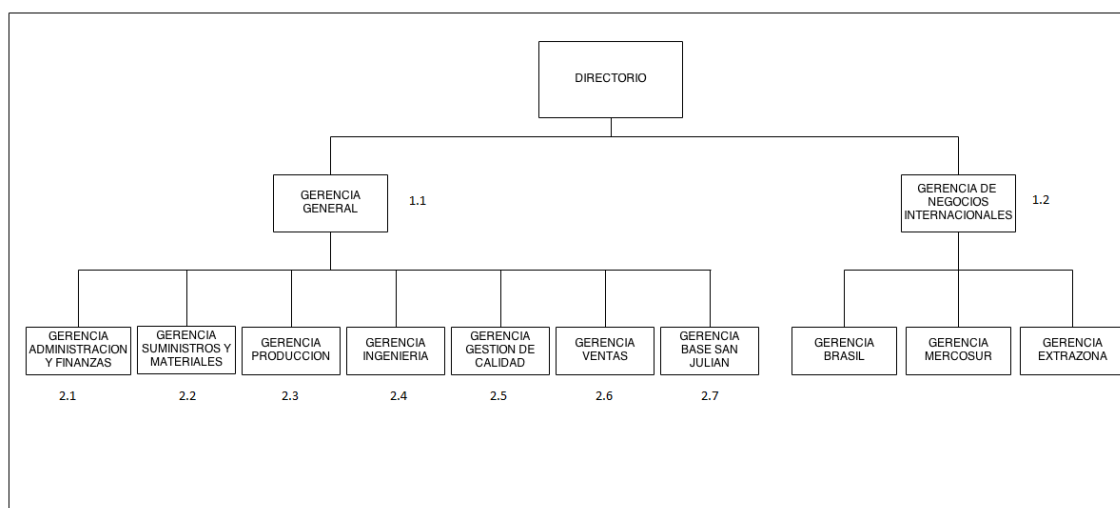 DIRECTORIO
GERENCIA
GENERAL
1.1
GERENCIA DE
NEGOCIOS
INTERNACIONALES
1.2
GERENCIA
ADMINISTRACION
Y FINANZAS
GERENCIA
SUMINISTROS Y
MATERIALES
GERENCIA
PRODUCCION
GERENCIA
INGENIERIA
GERENCIA
GESTION DE
CALIDAD
GERENCIA
VENTAS
GERENCIA
BASE SAN
JULIAN
GERENCIA
BRASIL
GERENCIA
MERCOSUR
GERENCIA
EXTRAZONA
2.1
2.2
2.3
2.4
2.5
2.6
2.7